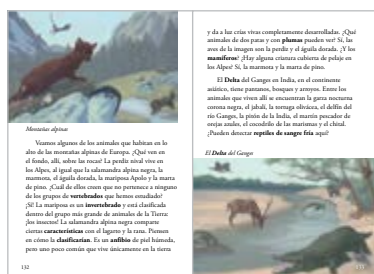 Montañas alpinas
Veamos algunos de los animales que habitan en lo
alto de las montañas alpinas de Europa. ¿Qué ven en
el fondo, allí, sobre las rocas? La perdiz nival vive en
los Alpes, al igual que la salamandra alpina negra, la
marmota, el águila dorada, la mariposa Apolo y la marta
de pino. ¿Cuál de ellos creen que no pertenece a ninguno
de los grupos de vertebrados que hemos estudiado?
¡Sí! La mariposa es un invertebrado y está clasificada
dentro del grupo más grande de animales de la Tierra:
¡los insectos! La salamandra alpina negra comparte
ciertas características con el lagarto y la rana. Piensen
en cómo la clasificarían. Es un anfibio de piel húmeda,
pero uno poco común que vive únicamente en la tierra
132
y da a luz crías vivas completamente desarrolladas. ¿Qué
animales de dos patas y con plumas pueden ver? Sí, las
aves de la imagen son la perdiz y el águila dorada. ¿Y los
mamíferos? ¿Hay alguna criatura cubierta de pelaje en
los Alpes? Sí, la marmota y la marta de pino.
El Delta del Ganges en India, en el continente
asiático, tiene pantanos, bosques y arroyos. Entre los
animales que viven allí se encuentran la garza nocturna
corona negra, el jabalí, la tortuga olivácea, el delfín del
río Ganges, la pitón de la India, el martín pescador de
orejas azules, el cocodrilo de las marismas y el chital.
¿Pueden detectar reptiles de sangre fría aquí?
El Delta del Ganges
133